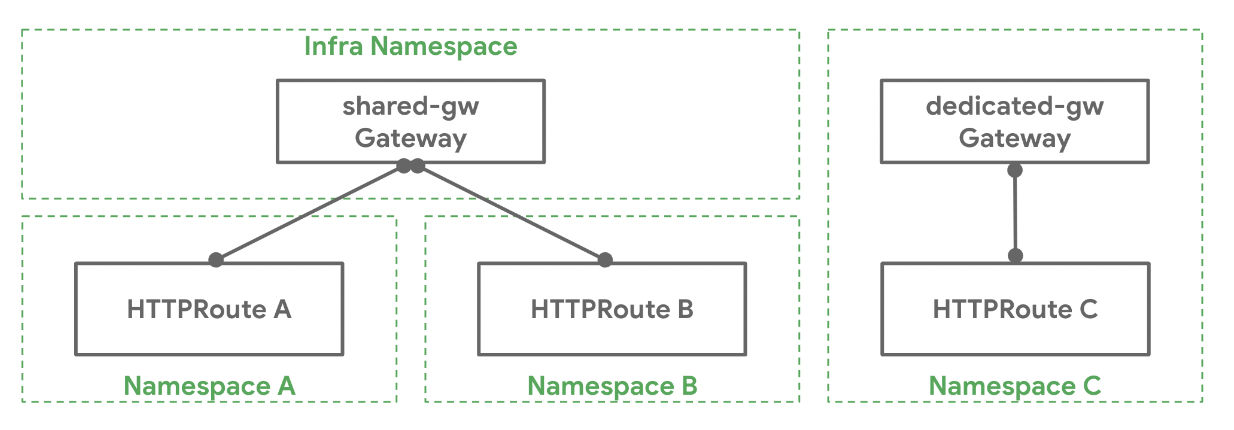 Infra Namespace
shared-gw
Gateway
dedicated-gw
Gateway
HTTPRoute A
HTTPRoute B
HTTPRoute C
Namespace A
Namespace B
Namespace C